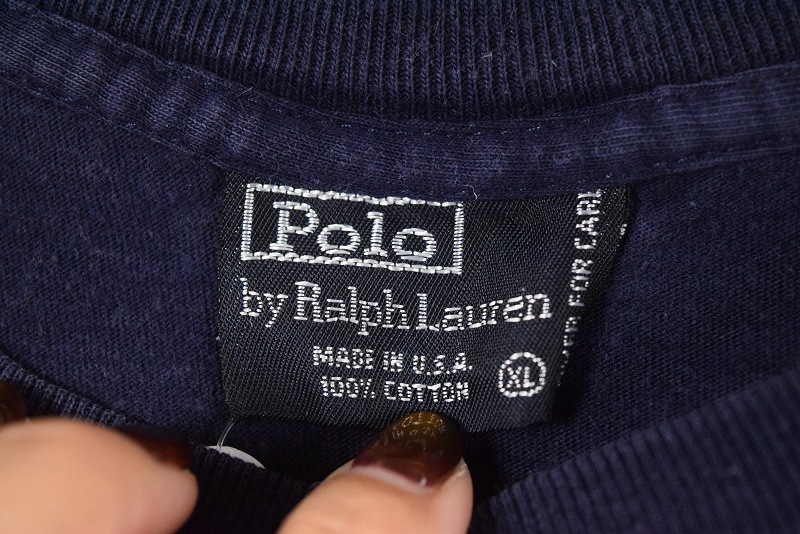 Polo
by Ralph Lauren
MADE IN U.S.A.
100% COTTON
XL
FOR CARE